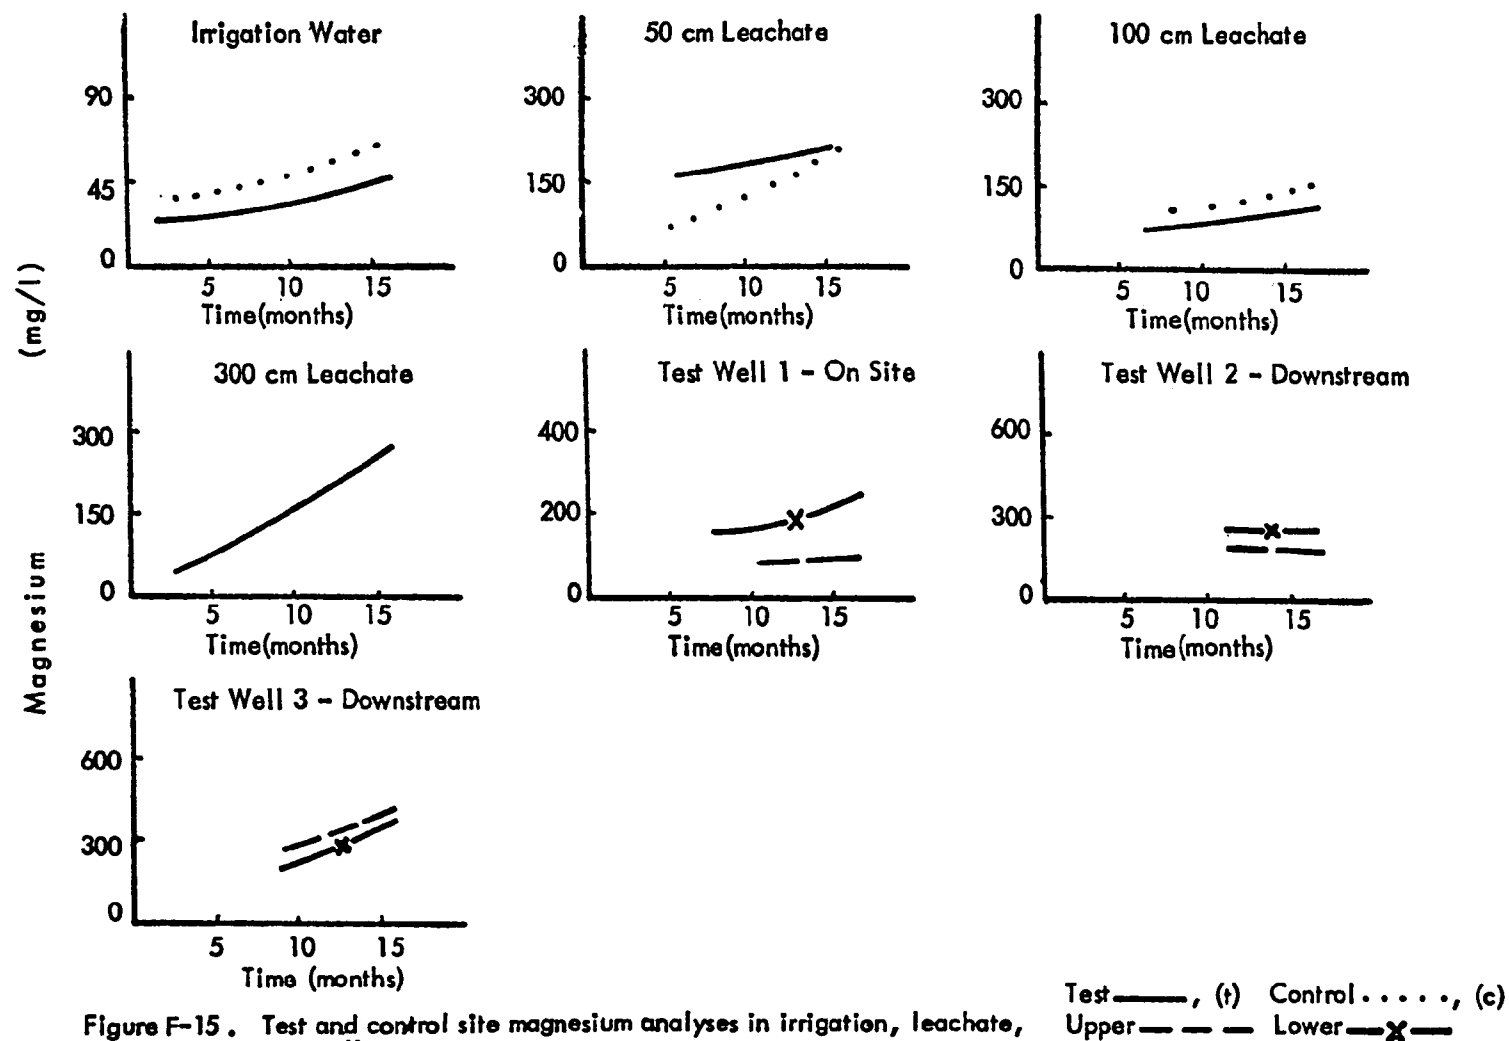 Irrigation Water
90
45
0
5 10 15
Time(months)
50 cm Leachate
300
150
0
5 10 15
Time(months)
100 cm Leachate
300
150
0
5 10 15
Time(months)
Magnesium (mg/l)
300 cm Leachate
300
150
0
5 10 15
Time(months)
Test Well 1 - On Site
400
200
0
5 10 15
Time(months)
Test Well 2 - Downstream
600
300
0
5 10 15
Time(months)
Test Well 3 - Downstream
600
300
0
5 10 15
Time (months)
Test , (t) Control . . . . . , (c)
Upper Lower X
Figure F-15. Test and control site magnesium analyses in irrigation, leachate,